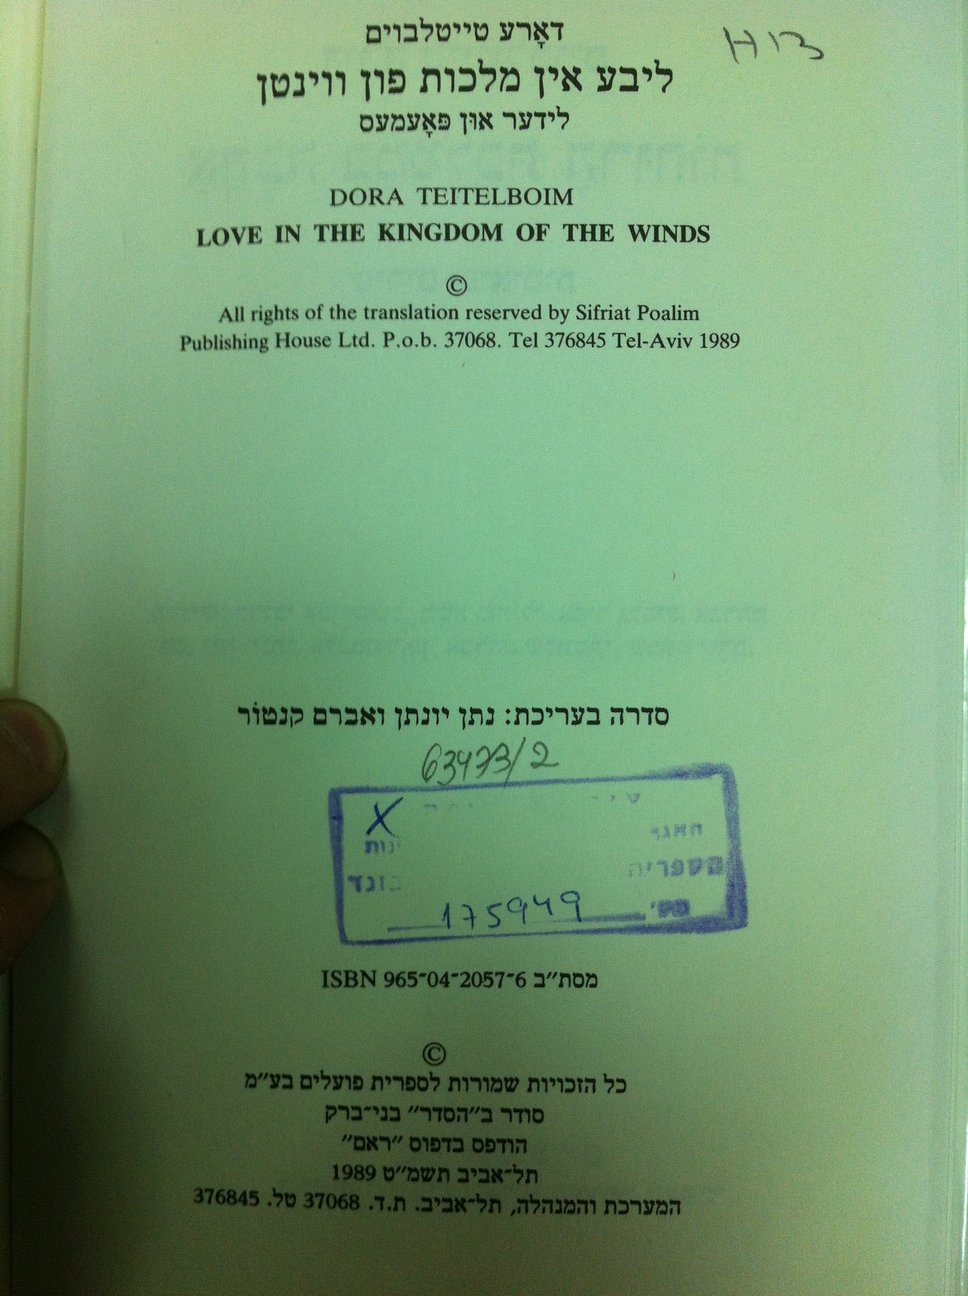 דאָרע טייטלבוים
ליבע אין מלכות פון ווינטן
לידער און פּאָעמעס
DORA TEITELBOIM
LOVE IN THE KINGDOM OF THE WINDS
©
All rights of the translation reserved by Sifriat Poalim
Publishing House Ltd. P.o.b. 37068. Tel 376845 Tel-Aviv 1989
סדרה בעריכת: נתן יונתן ואברם קנטוֹר
63473/2
X
הספריה
175949 מס׳
ISBN 965-04-2057-6 מסת״ב
©
כל הזכויות שמורות לספרית פועלים בע״מ
סודר ב״הסדר״ בני-ברק
הודפס בדפוס ״ראם״
תל-אביב תשמ״ט 1989
המערכת והמנהלה, תל-אביב. ת.ד. 37068 טל. 376845